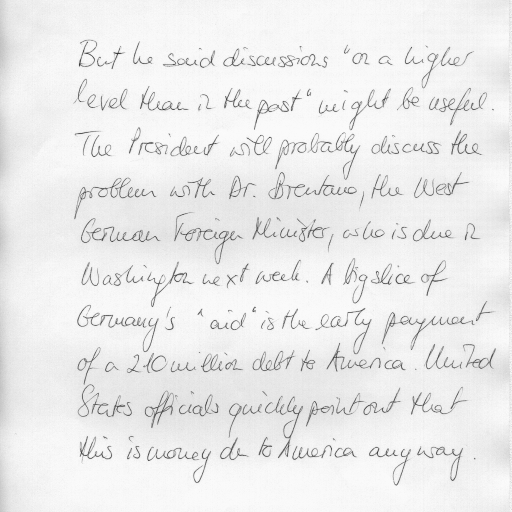 But he said discussions "on a higher
level than in the past" might be useful.
The President will probably discuss the
problem with Dr. Brentano, the West
German Foreign Minister, who is due in
Washington next week. A big slice of
Germany's "aid" is the early payment
of a 210 million debt to America. United
States officials quickly point out that
this is money du to America anyway.